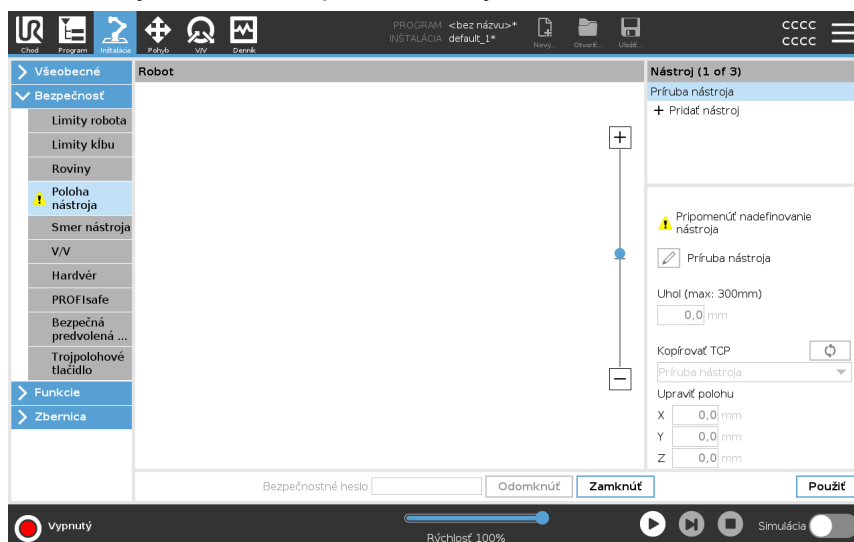 PROGRAM <bez názvu>*
INŠTALÁCIA default_1*
CCCC
CCCC
Chod
Program
Inštalácia
Pohyb
V/V
Denník
Nový...
Otvoriť...
Uložiť...
Všeobecné
Bezpečnosť
Limity robota
Limity kĺbu
Roviny
Poloha
nástroja
Smer nástroja
V/V
Hardvér
PROFIsafe
Bezpečná
predvolená ...
Trojpolohové
tlačidlo
Funkcie
Zbernica
Robot
Nástroj (1 of 3)
Príruba nástroja
+ Pridať nástroj
Pripomenúť nadefinovanie
nástroja
Príruba nástroja
Uhol (max: 300mm)
0,0 mm
Kopírovať TCP
Príruba nástroja
Upraviť polohu
X 0,0 mm
Y 0,0 mm
Z 0,0 mm
Bezpečnostné heslo
Odomknúť
Zamknúť
Použiť
Vypnutý
Rýchlosť 100%
Simulácia